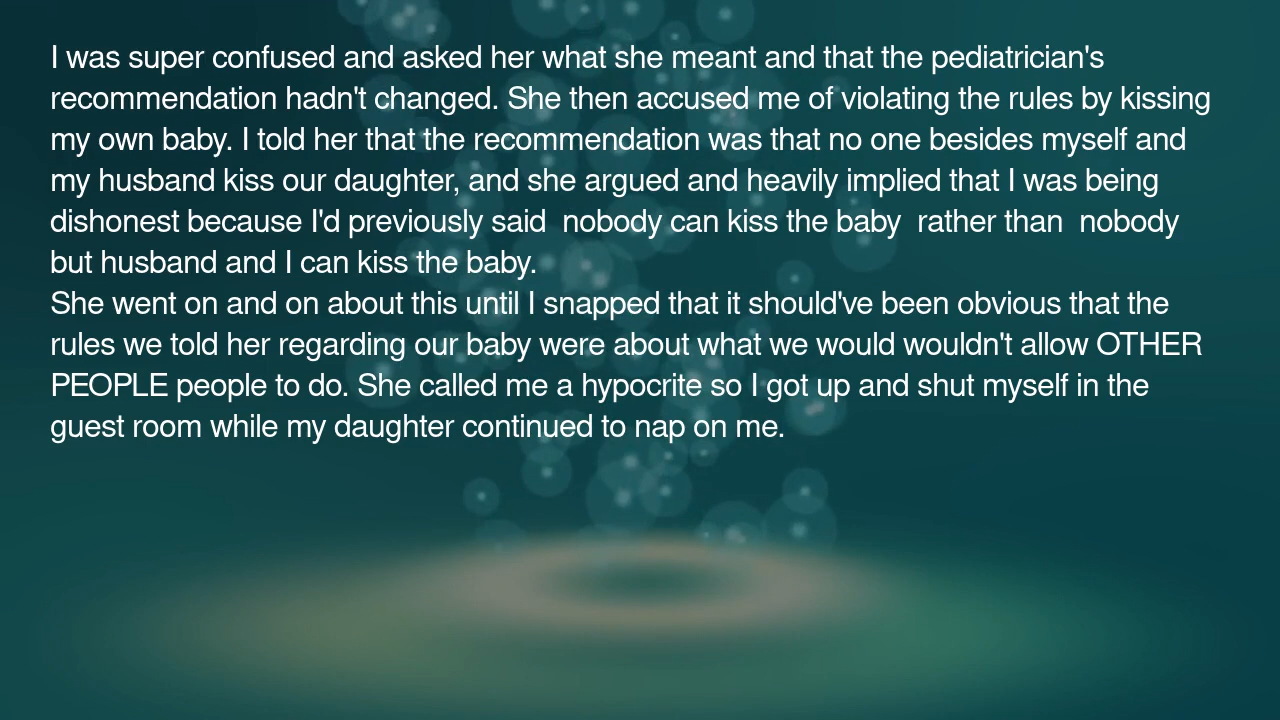 I was super confused and asked her what she meant and that the pediatrician's
recommendation hadn't changed. She then accused me of violating the rules by kissing
my own baby. I told her that the recommendation was that no one besides myself and
my husband kiss our daughter, and she argued and heavily implied that I was being
dishonest because I'd previously said  nobody can kiss the baby  rather than  nobody
but husband and I can kiss the baby.
She went on and on about this until I snapped that it should've been obvious that the
rules we told her regarding our baby were about what we would wouldn't allow OTHER
PEOPLE people to do. She called me a hypocrite so I got up and shut myself in the
guest room while my daughter continued to nap on me.